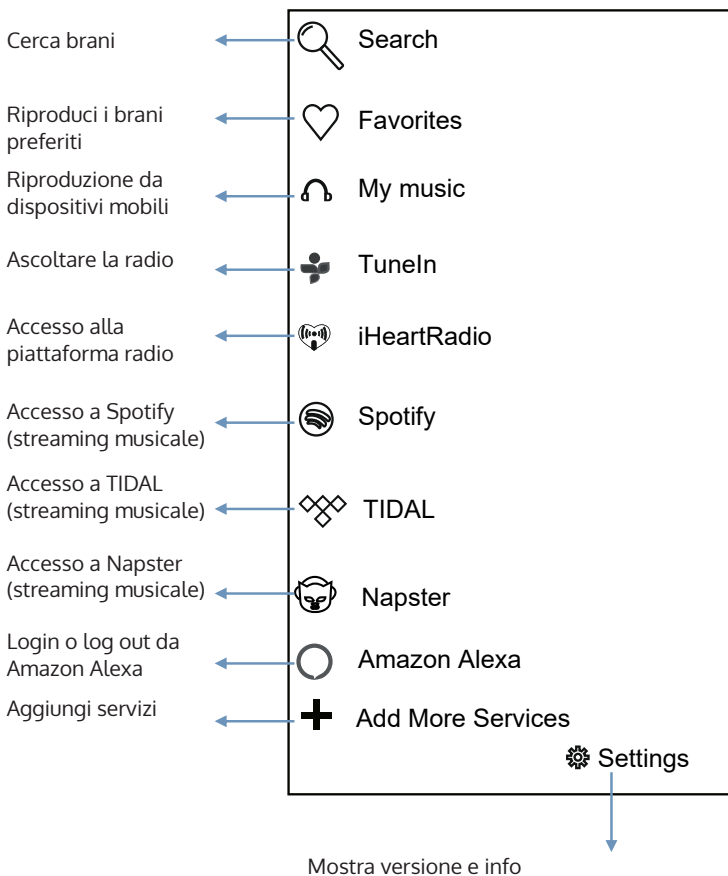 Cerca brani
Search
Riproduci i brani
preferiti
Favorites
Riproduzione da
dispositivi mobili
My music
Ascoltare la radio
TuneIn
Accesso alla
piattaforma radio
iHeartRadio
Accesso a Spotify
(streaming musicale)
Spotify
Accesso a TIDAL
(streaming musicale)
TIDAL
Accesso a Napster
(streaming musicale)
Napster
Login o log out da
Amazon Alexa
Amazon Alexa
Aggiungi servizi
Add More Services
Settings
Mostra versione e info